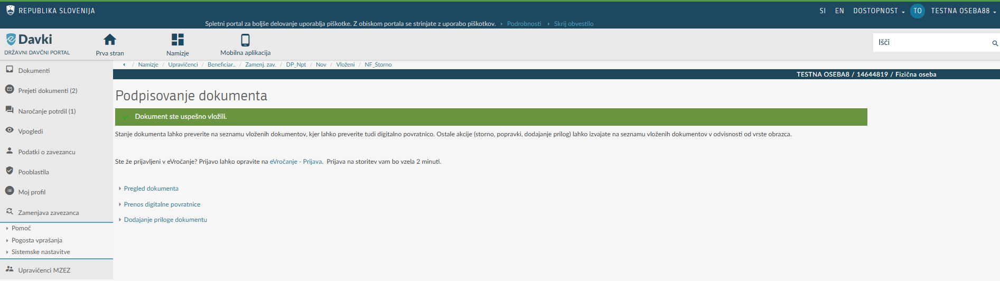 REPUBLIKA SLOVENIJA
SI EN DOSTOPNOST TO TESTNA OSEBA88
Spletni portal za boljše delovanje uporablja piškotke. Z obiskom portala se strinjate z uporabo piškotkov. Podrobnosti Skrij obvestilo
e Davki
DRŽAVNI DAVČNI PORTAL
Prva stran
Namizje
Mobilna aplikacija
Išči
/ Namizje / Upravičenci / Beneficiar.. / Zamenj. zav. / DP_Npt / Nov / Vloženi / NF_Storno
TESTNA OSEBA8 / 14644819 / Fizična oseba
Dokumenti
Prejeti dokumenti (2)
Naročanje potrdil (1)
Vpogledi
Podatki o zavezancu
Pooblastila
Moj profil
Zamenjava zavezanca
Pomoč
Pogosta vprašanja
Sistemske nastavitve
Upravičenci MZEZ
Podpisovanje dokumenta
Dokument ste uspešno vložili.
Stanje dokumenta lahko preverite na seznamu vloženih dokumentov, kjer lahko preverite tudi digitalno povratnico. Ostale akcije (storno, popravki, dodajanje prilog) lahko izvajate na seznamu vloženih dokumentov v odvisnosti od vrste obrazca.
Ste že prijavljeni v eVročanje? Prijavo lahko opravite na eVročanje - Prijava. Prijava na storitev vam bo vzela 2 minuti.
Pregled dokumenta
Prenos digitalne povratnice
Dodajanje priloge dokumentu